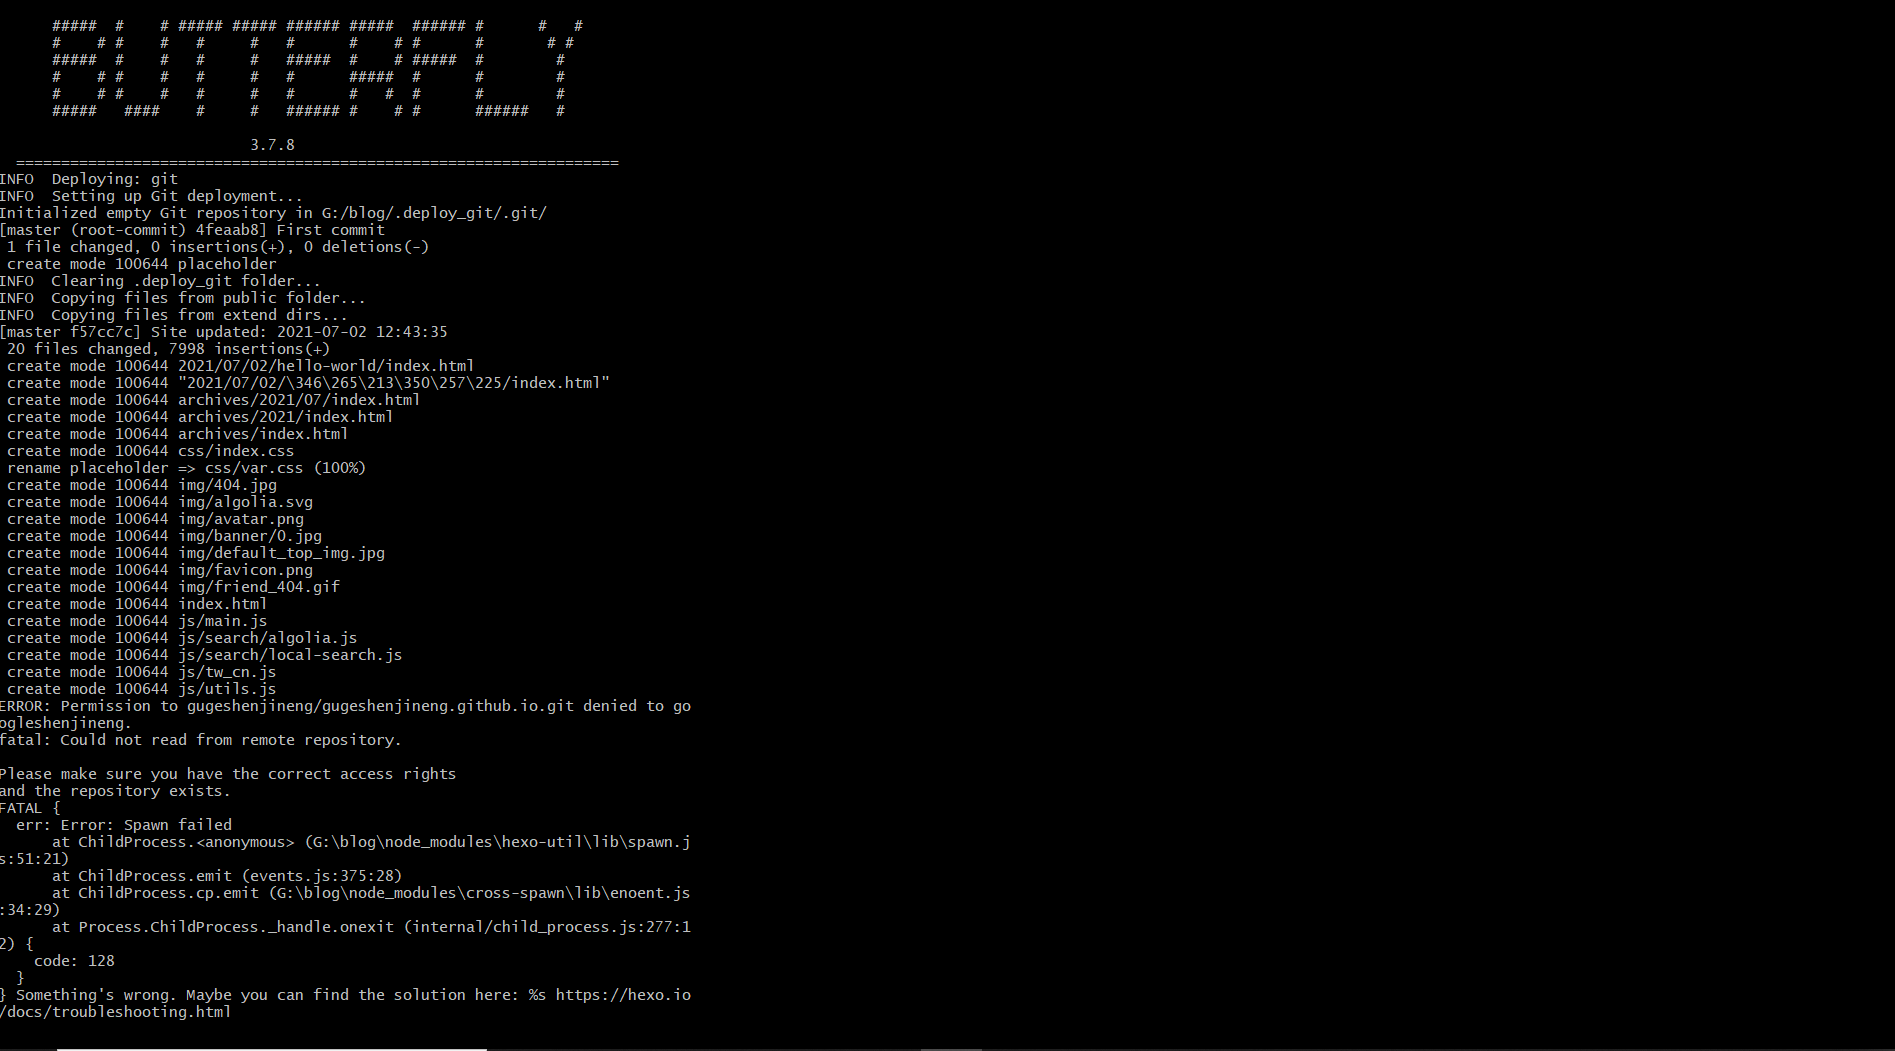 #####  #    # ##### ##### ###### #####  ###### #      #   #
 #    # #    #   #     #   #      #    # #      #       # #
 #####  #    #   #     #   #####  #    # #####  #        #
 #    # #    #   #     #   #      #####  #      #        #
 #    # #    #   #     #   #      #   #  #      #        #
 #####   ####    #     #   ###### #    # #      ######   #
3.7.8
===================================================================
INFO  Deploying: git
INFO  Setting up Git deployment...
Initialized empty Git repository in G:/blog/.deploy_git/.git/
[master (root-commit) 4feaab8] First commit
 1 file changed, 0 insertions(+), 0 deletions(-)
 create mode 100644 placeholder
INFO  Clearing .deploy_git folder...
INFO  Copying files from public folder...
INFO  Copying files from extend dirs...
[master f57cc7c] Site updated: 2021-07-02 12:43:35
 20 files changed, 7998 insertions(+)
 create mode 100644 2021/07/02/hello-world/index.html
 create mode 100644 "2021/07/02/\346\265\213\350\257\225/index.html"
 create mode 100644 archives/2021/07/index.html
 create mode 100644 archives/2021/index.html
 create mode 100644 archives/index.html
 create mode 100644 css/index.css
 rename placeholder => css/var.css (100%)
 create mode 100644 img/404.jpg
 create mode 100644 img/algolia.svg
 create mode 100644 img/avatar.png
 create mode 100644 img/banner/0.jpg
 create mode 100644 img/default_top_img.jpg
 create mode 100644 img/favicon.png
 create mode 100644 img/friend_404.gif
 create mode 100644 index.html
 create mode 100644 js/main.js
 create mode 100644 js/search/algolia.js
 create mode 100644 js/search/local-search.js
 create mode 100644 js/tw_cn.js
 create mode 100644 js/utils.js
ERROR: Permission to gugeshenjineng/gugeshenjineng.github.io.git denied to go
ogleshenjineng.
fatal: Could not read from remote repository.

Please make sure you have the correct access rights
and the repository exists.
FATAL {
  err: Error: Spawn failed
      at ChildProcess.<anonymous> (G:\blog\node_modules\hexo-util\lib\spawn.j
s:51:21)
      at ChildProcess.emit (events.js:375:28)
      at ChildProcess.cp.emit (G:\blog\node_modules\cross-spawn\lib\enoent.js
:34:29)
      at Process.ChildProcess._handle.onexit (internal/child_process.js:277:1
2) {
    code: 128
  }
} Something's wrong. Maybe you can find the solution here: %s https://hexo.io
/docs/troubleshooting.html